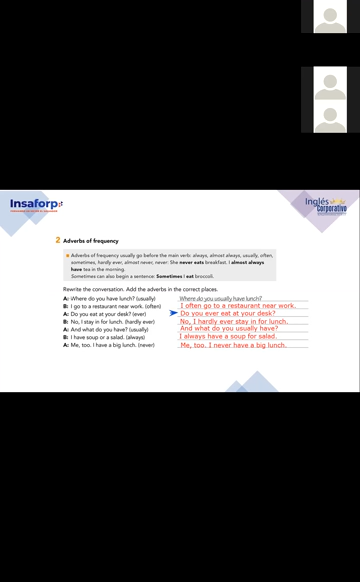 Insaforp
Inglés
Corporativo
2 Adverbs of frequency
Adverbs of frequency usually go before the main verb: always, almost always, usually, often,
sometimes, hardly ever, almost never, never: She never eats breakfast. I almost always
have tea in the morning.
Sometimes can also begin a sentence: Sometimes I eat broccoli.
Rewrite the conversation. Add the adverbs in the correct places.
A: Where do you have lunch? (usually) Where do you usually have lunch?
B: I go to a restaurant near work. (often) I often go to a restaurant near work.
A: Do you eat at your desk? (ever) Do you ever eat at your desk?
B: No, I stay in for lunch. (hardly ever) No, I hardly ever stay in for lunch.
A: And what do you have? (usually) And what do you usually have?
B: I have soup or a salad. (always) I always have a soup for salad.
A: Me, too. I have a big lunch. (never) Me, too. I never have a big lunch.